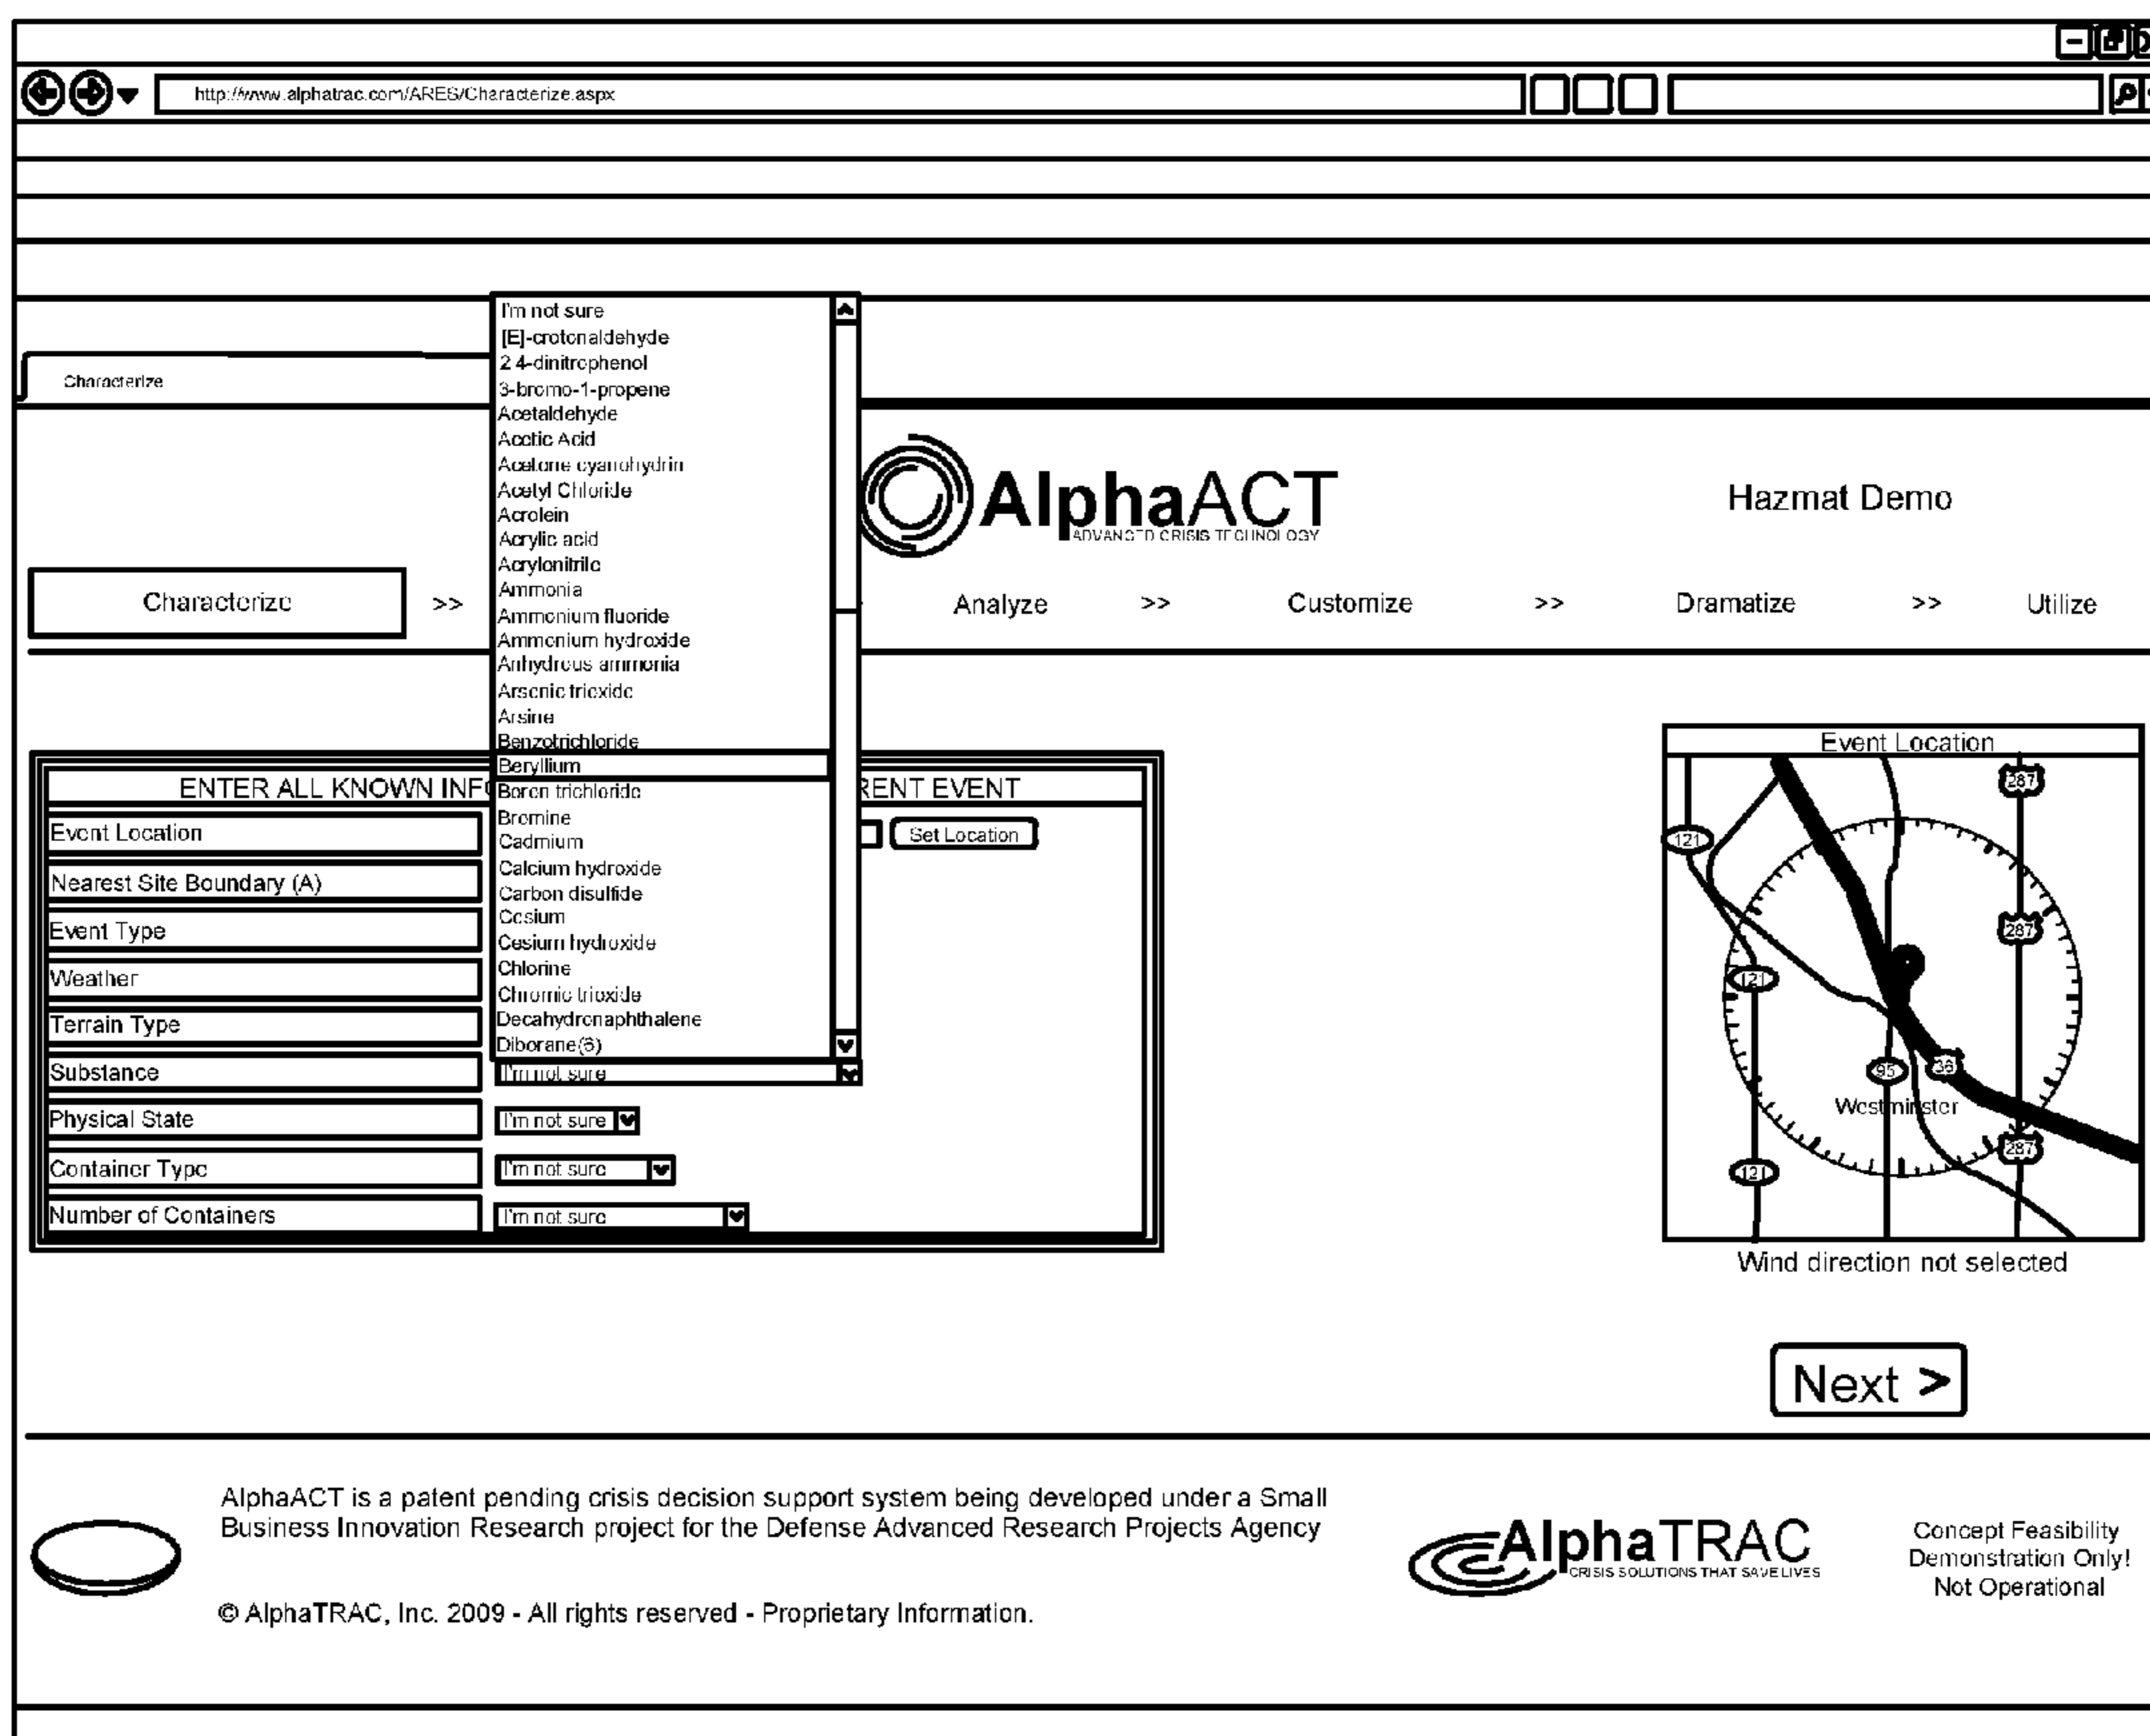 http://www.alphatrac.com/ARES/Characterize.aspx
Characterize
I'm not sure
[E]-crotonaldehyde
2 4-dinitrophenol
3-bromo-1-propene
Acetaldehyde
Acetic Acid
Acetone cyanohydrin
Acetyl Chloride
Acrolein
Acrylic acid
Acrylonitrile
Ammonia
Ammonium fluoride
Ammonium hydroxide
Anhydrous ammonia
Arsenic trioxide
Arsine
Benzotrichloride
Beryllium
Boron trichloride
Bromine
Cadmium
Calcium hydroxide
Carbon disulfide
Cesium
Cesium hydroxide
Chlorine
Chromic trioxide
Decahydronaphthalene
Diborane(6)
AlphaACT
ADVANCED CRISIS TECHNOLOGY
Hazmat Demo
Characterize >> Analyze >> Customize >> Dramatize >> Utilize
ENTER ALL KNOWN INF RENT EVENT
Event Location Set Location
Nearest Site Boundary (A)
Event Type
Weather
Terrain Type
Substance I'm not sure
Physical State I'm not sure
Container Type I'm not sure
Number of Containers I'm not sure
Event Location
287
121
287
121
95 36
Westminster
287
121
Wind direction not selected
Next >
AlphaACT is a patent pending crisis decision support system being developed under a Small
Business Innovation Research project for the Defense Advanced Research Projects Agency
© AlphaTRAC, Inc. 2009 - All rights reserved - Proprietary Information.
AlphaTRAC
CRISIS SOLUTIONS THAT SAVE LIVES
Concept Feasibility
Demonstration Only!
Not Operational